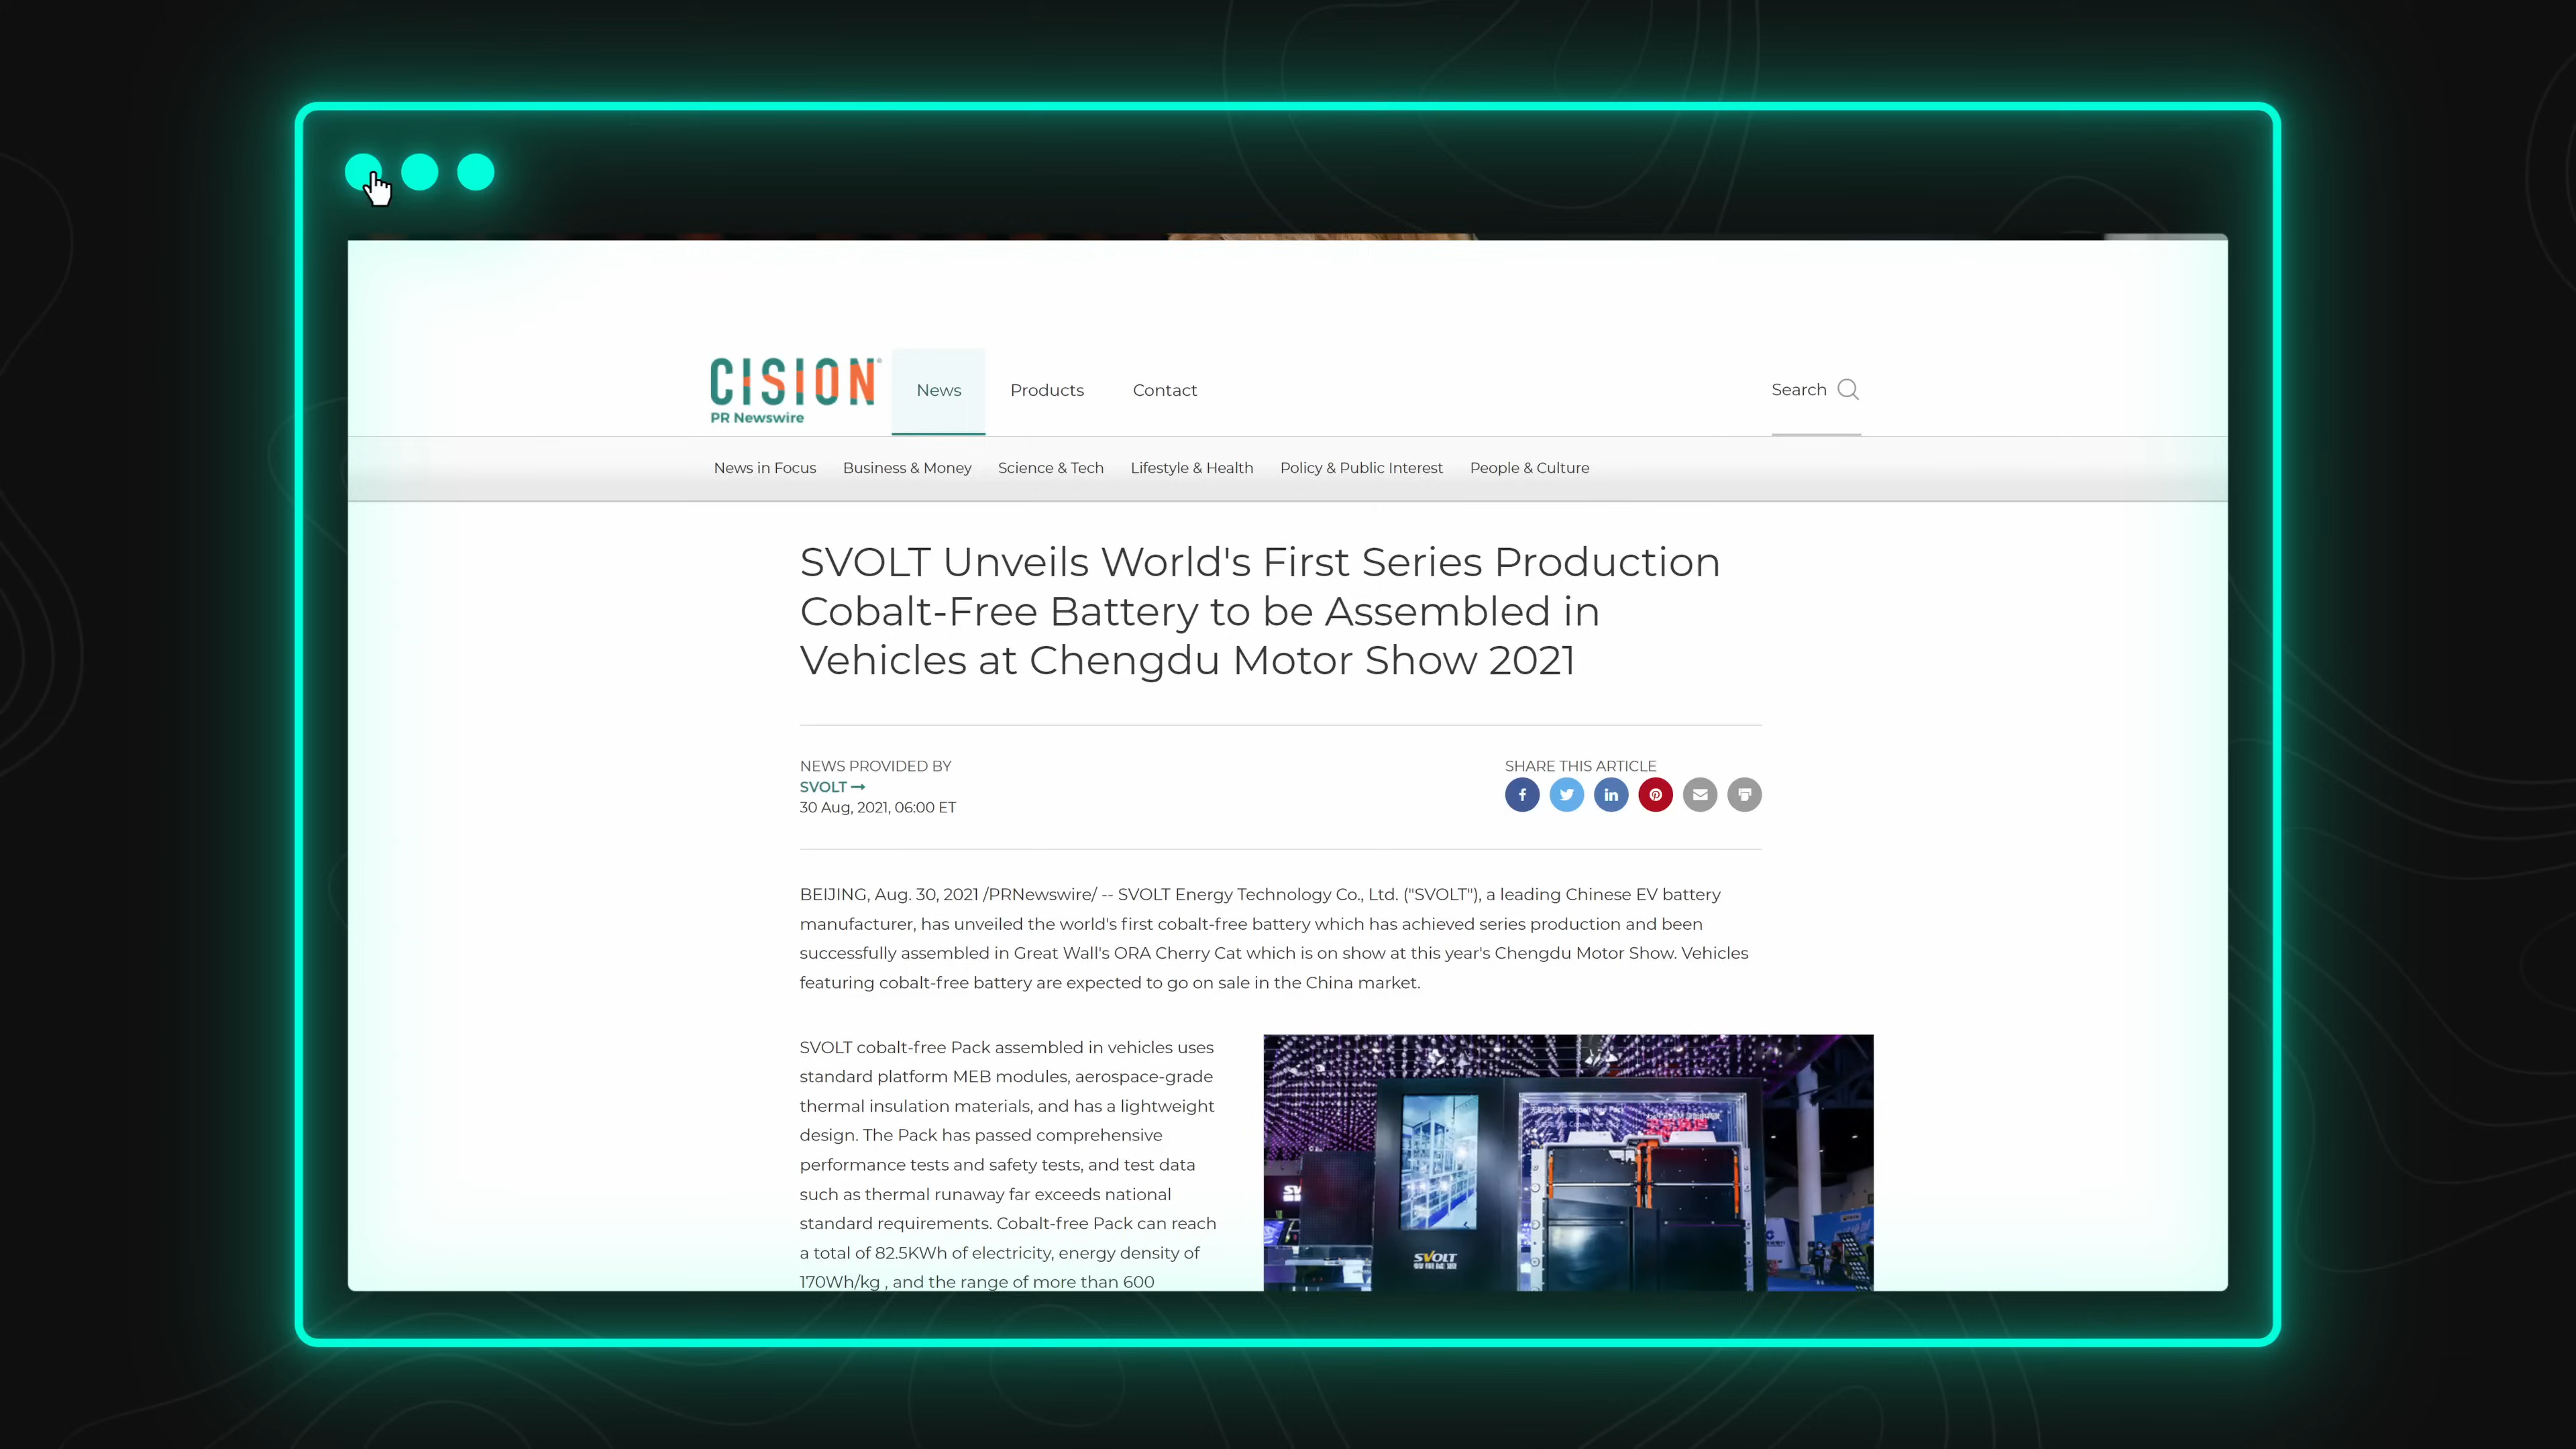 CISION
PR Newswire
News
Products
Contact
Search
News in Focus
Business & Money
Science & Tech
Lifestyle & Health
Policy & Public Interest
People & Culture
SVOLT Unveils World's First Series Production
Cobalt-Free Battery to be Assembled in
Vehicles at Chengdu Motor Show 2021
NEWS PROVIDED BY
SVOLT
30 Aug, 2021, 06:00 ET
SHARE THIS ARTICLE
BEIJING, Aug. 30, 2021 /PRNewswire/ -- SVOLT Energy Technology Co., Ltd. ("SVOLT"), a leading Chinese EV battery
manufacturer, has unveiled the world's first cobalt-free battery which has achieved series production and been
successfully assembled in Great Wall's ORA Cherry Cat which is on show at this year's Chengdu Motor Show. Vehicles
featuring cobalt-free battery are expected to go on sale in the China market.
SVOLT cobalt-free Pack assembled in vehicles uses
standard platform MEB modules, aerospace-grade
thermal insulation materials, and has a lightweight
design. The Pack has passed comprehensive
performance tests and safety tests, and test data
such as thermal runaway far exceeds national
standard requirements. Cobalt-free Pack can reach
a total of 82.5KWh of electricity, energy density of
170Wh/kg , and the range of more than 600
SVOLT
蜂巢能源